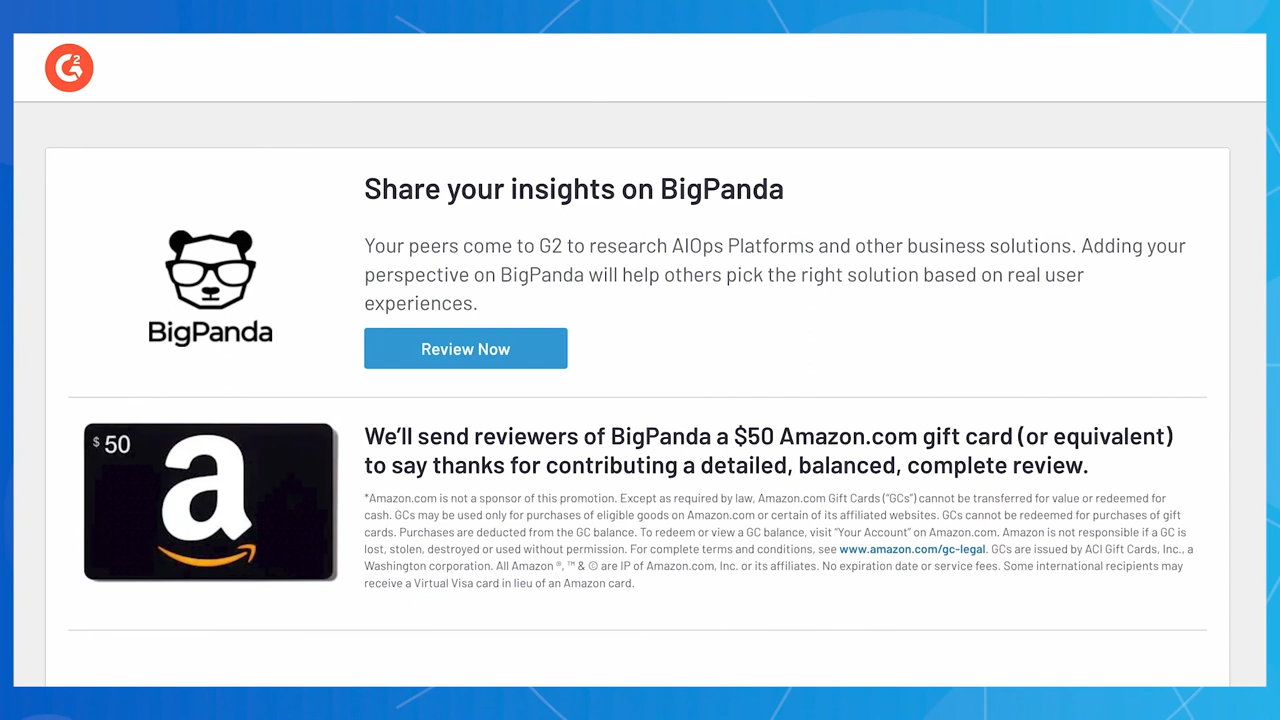 G2
Share your insights on BigPanda
Your peers come to G2 to research AIOps Platforms and other business solutions. Adding your
perspective on BigPanda will help others pick the right solution based on real user
experiences.
BigPanda
Review Now
$50
a
We’ll send reviewers of BigPanda a $50 Amazon.com gift card (or equivalent)
to say thanks for contributing a detailed, balanced, complete review.
*Amazon.com is not a sponsor of this promotion. Except as required by law, Amazon.com Gift Cards (“GCs”) cannot be transferred for value or redeemed for
cash. GCs may be used only for purchases of eligible goods on Amazon.com or certain of its affiliated websites. GCs cannot be redeemed for purchases of gift
cards. Purchases are deducted from the GC balance. To redeem or view a GC balance, visit “Your Account” on Amazon.com. Amazon is not responsible if a GC is
lost, stolen, destroyed or used without permission. For complete terms and conditions, see www.amazon.com/gc-legal. GCs are issued by ACI Gift Cards, Inc., a
Washington corporation. All Amazon ®, ™ & © are IP of Amazon.com, Inc. or its affiliates. No expiration date or service fees. Some international recipients may
receive a Virtual Visa card in lieu of an Amazon card.